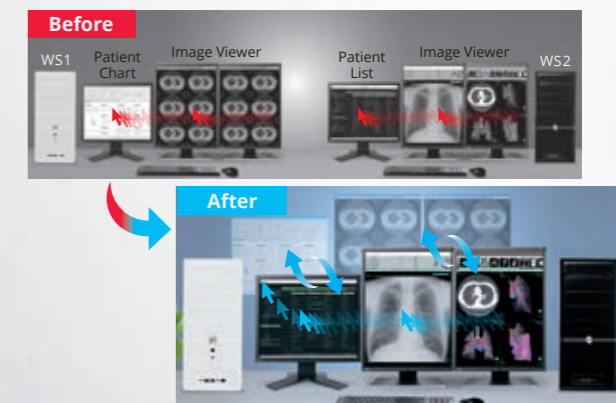 Before
WS1
Patient
Chart
Image Viewer
Patient
List
Image Viewer
WS2
After